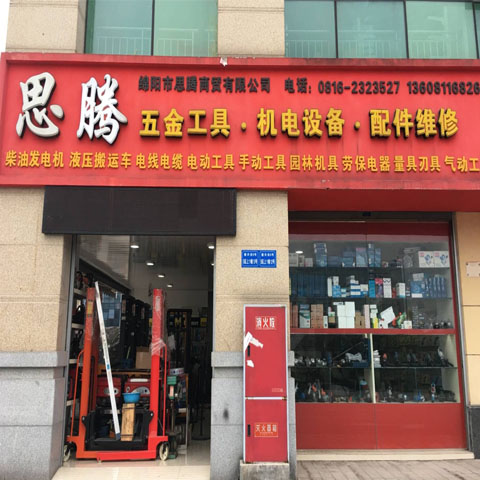 思腾
绵阳市思腾商贸有限公司 电话:0816-2323527 13608116826
五金工具·机电设备·配件维修
柴油发电机 液压搬运车 电线电缆 电动工具 手动工具 园林机具 劳保电器 量具刃具 气动工
消火栓
灭火器箱